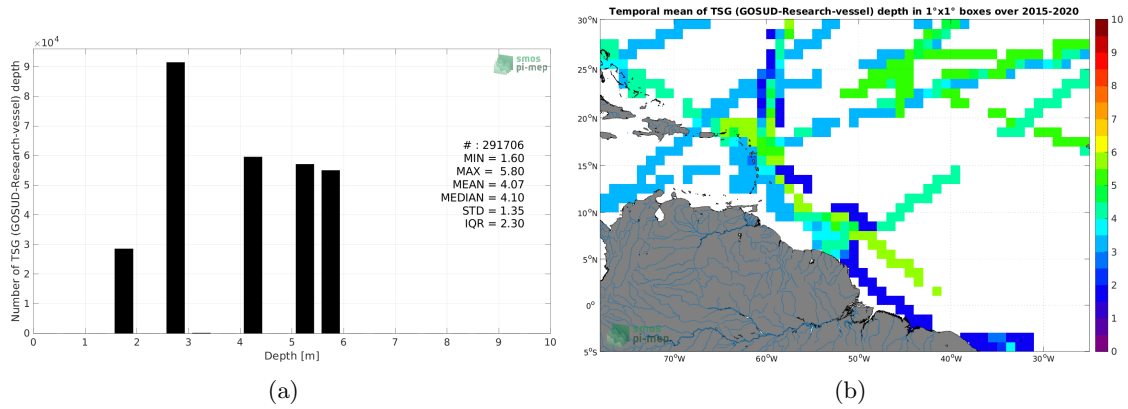 ×10⁴
9
8
7
6
5
4
3
2
1
0
Number of TSG (GOSUD-Research-vessel) depth
0 1 2 3 4 5 6 7 8 9 10
Depth [m]
smos
pi-mep
# : 291706
MIN = 1.60
MAX = 5.80
MEAN = 4.07
MEDIAN = 4.10
STD = 1.35
IQR = 2.30
(a)
Temporal mean of TSG (GOSUD-Research-vessel) depth in 1°x1° boxes over 2015-2020
30°N
25°N
20°N
15°N
10°N
5°N
0°
5°S
70°W 60°W 50°W 40°W 30°W
smos
pi-mep
10
9
8
7
6
5
4
3
2
1
0
(b)